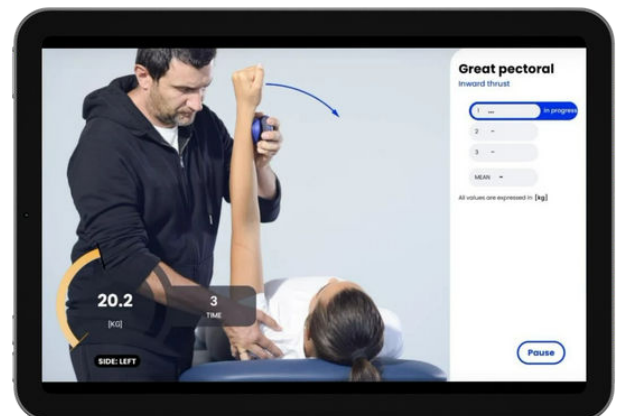 Great pectoral
Inward thrust
1 ... In progress
2 -
3 -
MEAN -
All values are expressed in [kg]
20.2
[KG]
3
TIME
SIDE: LEFT
Pause